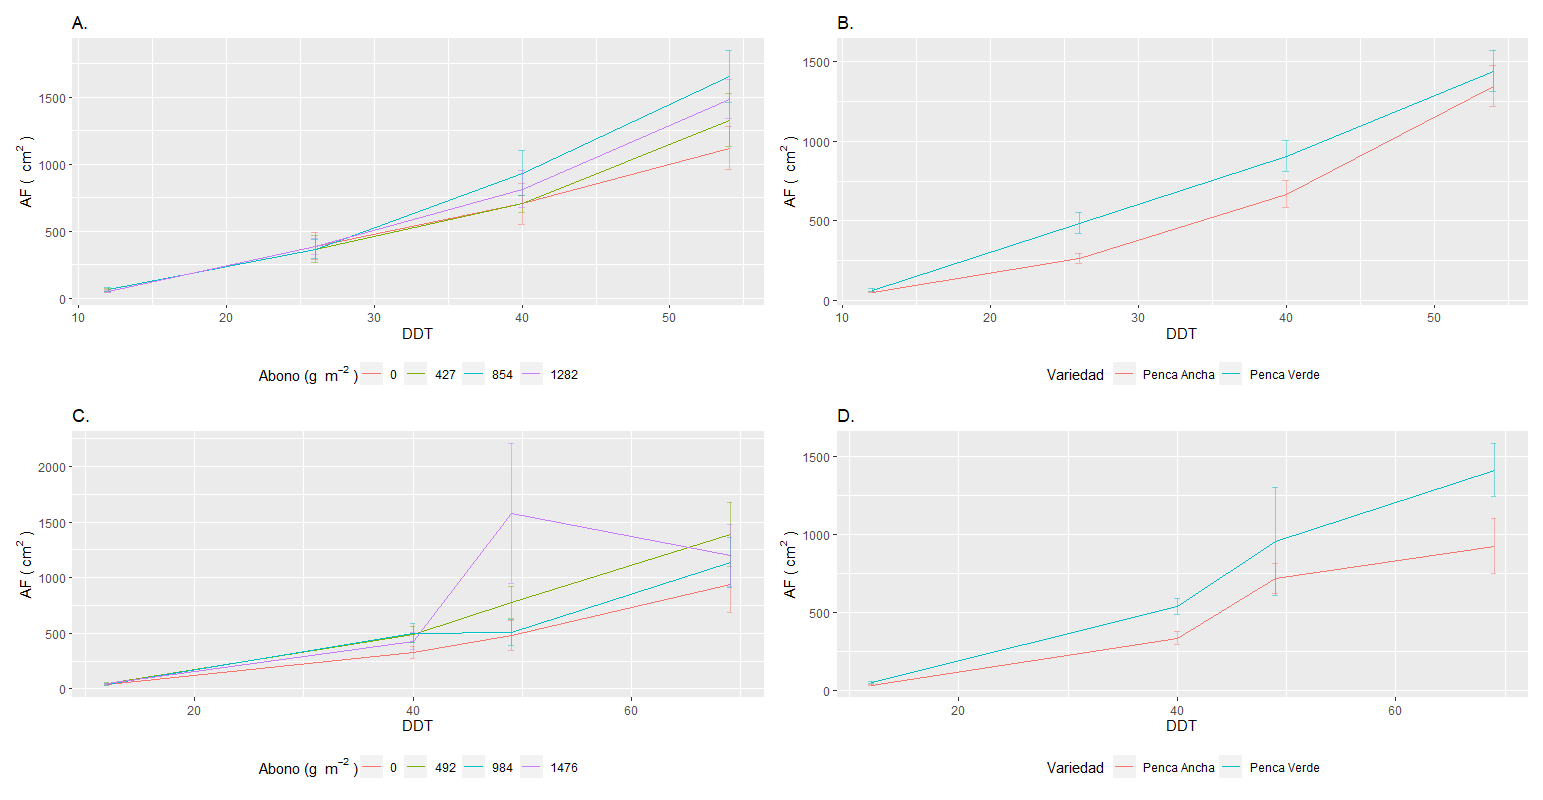 A.
AF ( cm² )
1500
1000
500
0
10 20 30 40 50
DDT
Abono (g m⁻² ) 0 427 854 1282
B.
AF ( cm² )
1500
1000
500
0
10 20 30 40 50
DDT
Variedad Penca Ancha Penca Verde
C.
AF ( cm² )
2000
1500
1000
500
0
20 40 60
DDT
Abono (g m⁻² ) 0 492 984 1476
D.
AF ( cm² )
1500
1000
500
0
20 40 60
DDT
Variedad Penca Ancha Penca Verde